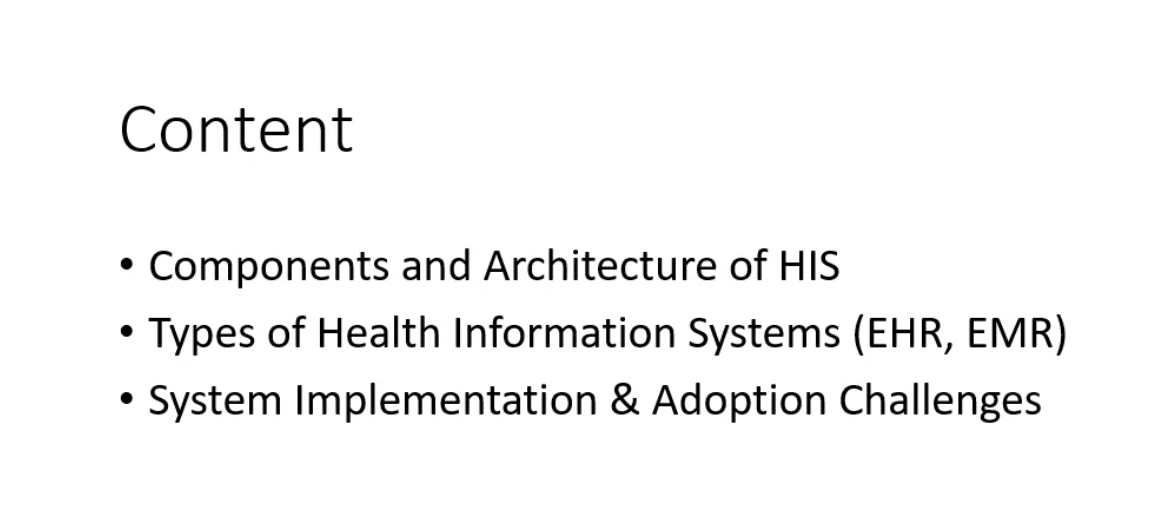 Content
• Components and Architecture of HIS
• Types of Health Information Systems (EHR, EMR)
• System Implementation & Adoption Challenges